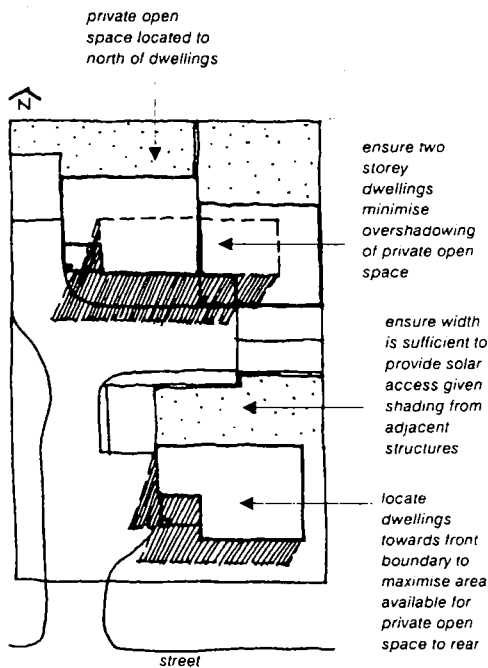 private open
space located to
north of dwellings
N
ensure two
storey
dwellings
minimise
overshadowing
of private open
space
ensure width
is sufficient to
provide solar
access given
shading from
adjacent
structures
locate
dwellings
towards front
boundary to
maximise area
available for
private open
space to rear
street